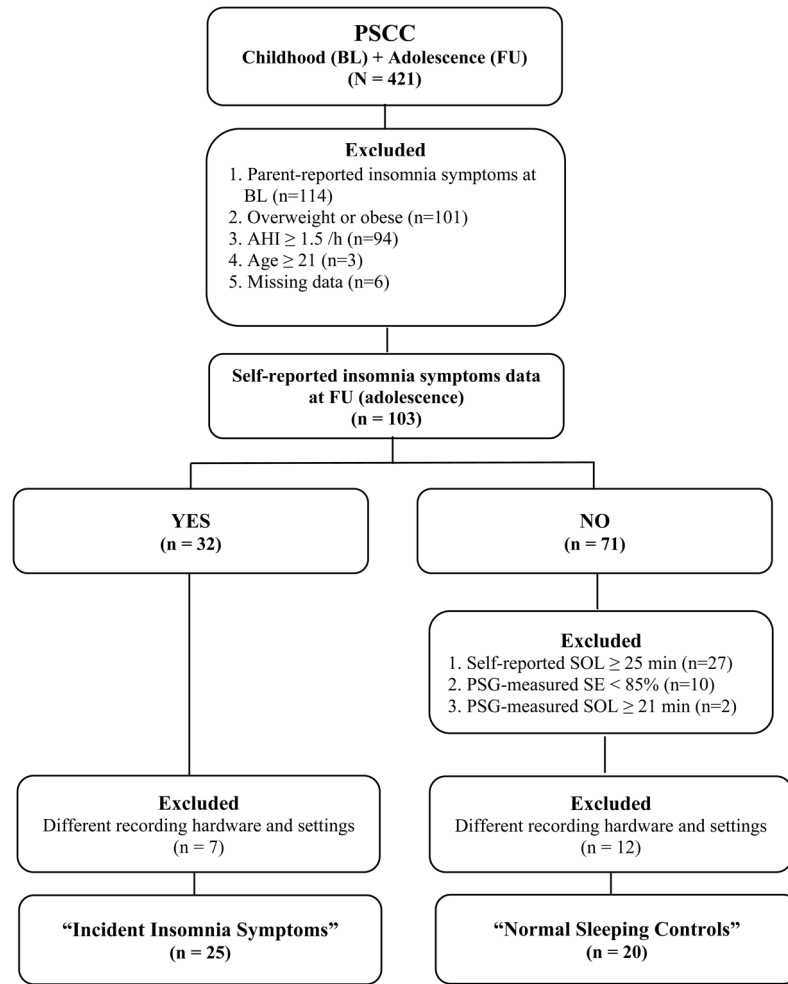 PSCC
Childhood (BL) + Adolescence (FU)
(N = 421)
Excluded
1. Parent-reported insomnia symptoms at
BL (n=114)
2. Overweight or obese (n=101)
3. AHI ≥ 1.5 /h (n=94)
4. Age ≥ 21 (n=3)
5. Missing data (n=6)
Self-reported insomnia symptoms data
at FU (adolescence)
(n = 103)
YES
(n = 32)
NO
(n = 71)
Excluded
1. Self-reported SOL ≥ 25 min (n=27)
2. PSG-measured SE < 85% (n=10)
3. PSG-measured SOL ≥ 21 min (n=2)
Excluded
Different recording hardware and settings
(n = 7)
Excluded
Different recording hardware and settings
(n = 12)
“Incident Insomnia Symptoms”
(n = 25)
“Normal Sleeping Controls”
(n = 20)